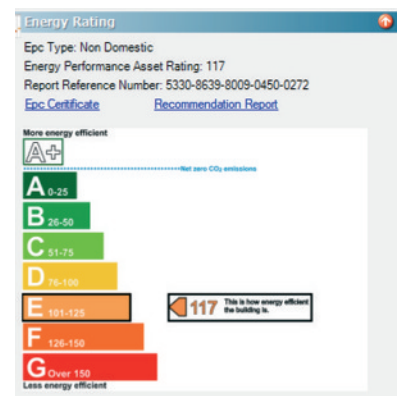 Energy Rating
Epc Type: Non Domestic
Energy Performance Asset Rating: 117
Report Reference Number: 5330-8639-8009-0450-0272
Epc Certificate Recommendation Report
More energy efficient
A+
Net zero CO₂ emissions
A 0-25
B 26-50
C 51-75
D 76-100
E 101-125
117 This is how energy efficient
the building is.
F 126-150
G Over 150
Less energy efficient